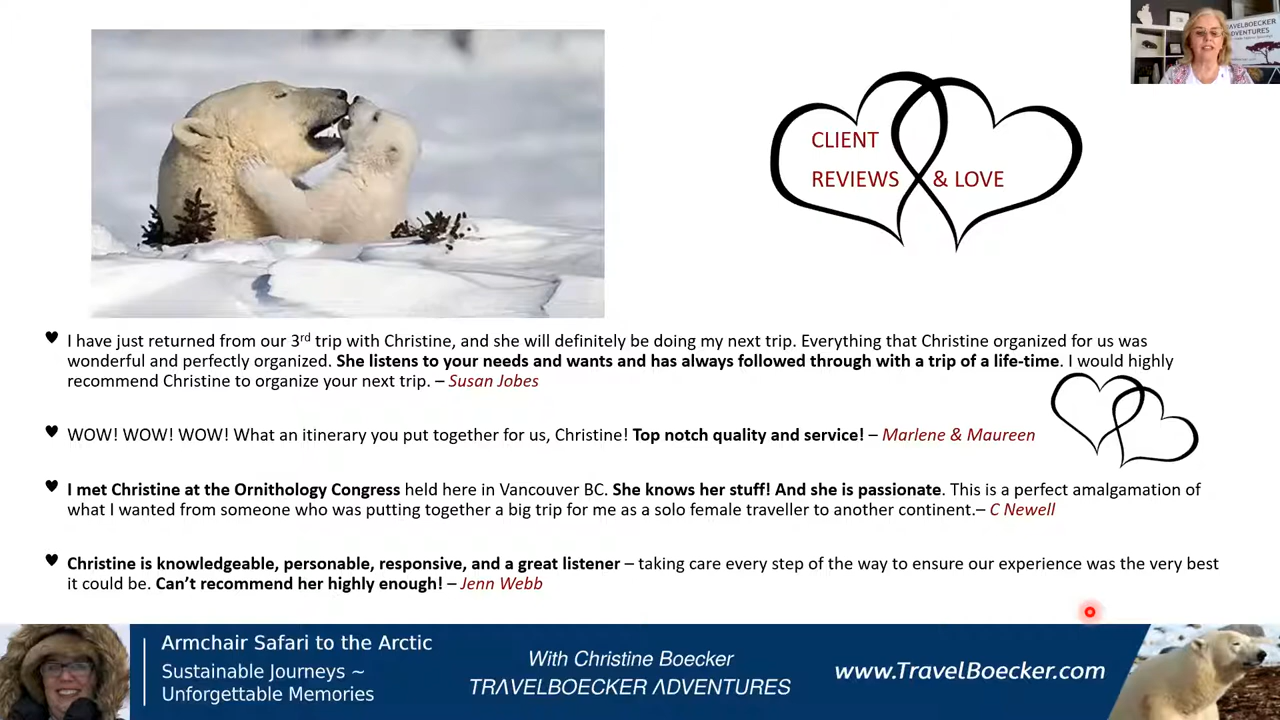 TRAVELBOECKER
ADVENTURES
CLIENT
REVIEWS & LOVE
♥ I have just returned from our 3rd trip with Christine, and she will definitely be doing my next trip. Everything that Christine organized for us was
wonderful and perfectly organized. She listens to your needs and wants and has always followed through with a trip of a life-time. I would highly
recommend Christine to organize your next trip. – Susan Jobes
♥ WOW! WOW! WOW! What an itinerary you put together for us, Christine! Top notch quality and service! – Marlene & Maureen
♥ I met Christine at the Ornithology Congress held here in Vancouver BC. She knows her stuff! And she is passionate. This is a perfect amalgamation of
what I wanted from someone who was putting together a big trip for me as a solo female traveller to another continent.– C Newell
♥ Christine is knowledgeable, personable, responsive, and a great listener – taking care every step of the way to ensure our experience was the very best
it could be. Can’t recommend her highly enough! – Jenn Webb
Armchair Safari to the Arctic
Sustainable Journeys ~
Unforgettable Memories
With Christine Boecker
TRΛVELBOECKER ΛDVENTURES
www.TravelBoecker.com